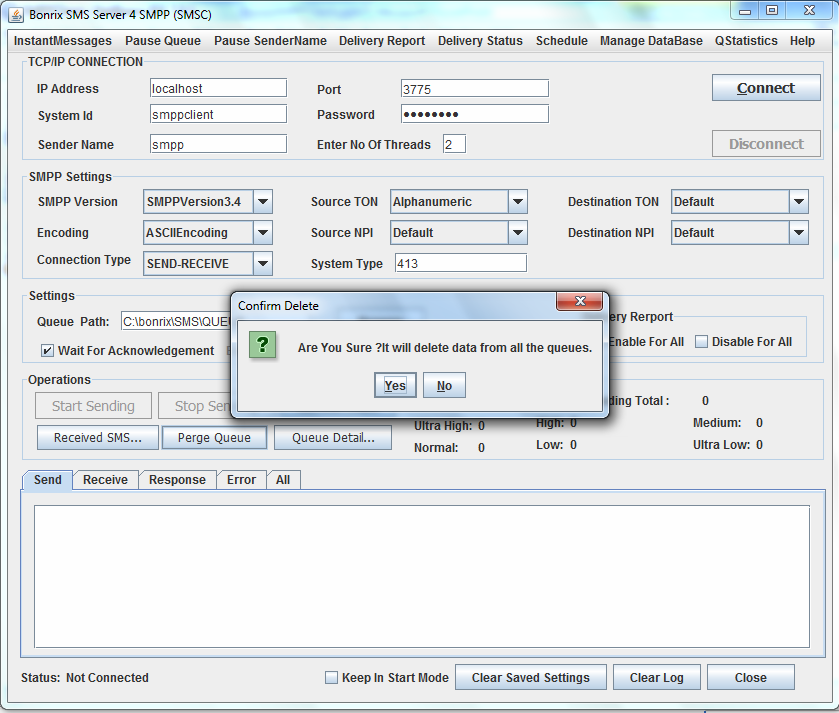 Bonrix SMS Server 4 SMPP (SMSC)
InstantMessages Pause Queue Pause SenderName Delivery Report Delivery Status Schedule Manage DataBase QStatistics Help
TCP/IP CONNECTION
IP Address localhost Port 3775 Connect
System Id smppclient Password ••••••••
Sender Name smpp Enter No Of Threads 2 Disconnect
SMPP Settings
SMPP Version SMPPVersion3.4 Source TON Alphanumeric Destination TON Default
Encoding ASCIIEncoding Source NPI Default Destination NPI Default
Connection Type SEND-RECEIVE System Type 413
Settings
Confirm Delete
Queue Path: C:\bonrix\SMS\QUE
ery Rerport
Wait For Acknowledgement
Enable For All Disable For All
Are You Sure ?It will delete data from all the queues.
Yes No
Operations
Start Sending Stop Sen
ding Total : 0
Ultra High: 0 High: 0 Medium: 0
Received SMS... Perge Queue Queue Detail...
Normal: 0 Low: 0 Ultra Low: 0
Send Receive Response Error All
Status: Not Connected Keep In Start Mode Clear Saved Settings Clear Log Close